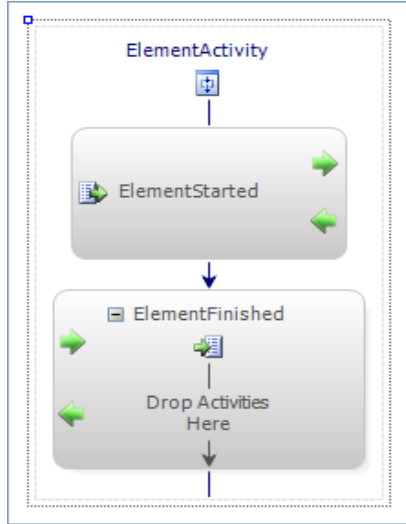 ElementActivity
ElementStarted
ElementFinished
Drop Activities
Here